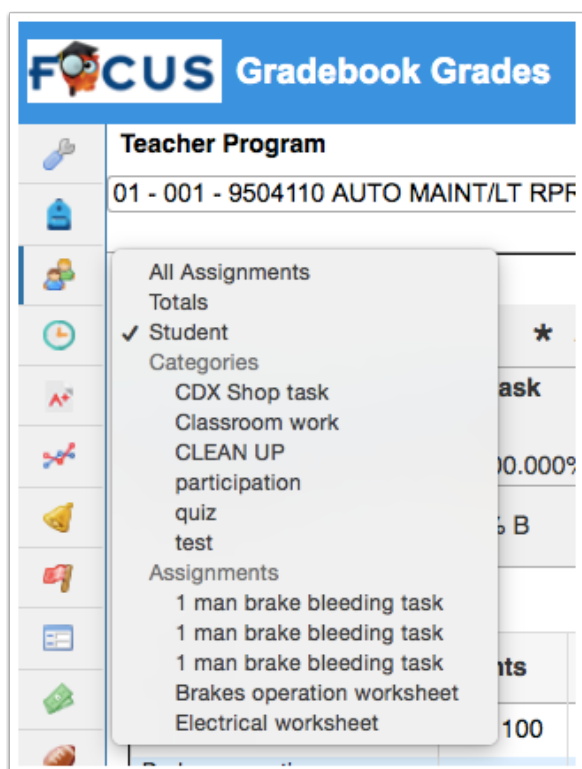 FOCUS Gradebook Grades
Teacher Program
01 - 001 - 9504110 AUTO MAINT/LT RPR
All Assignments
Totals
✓ Student
*
Categories
CDX Shop task
ask
Classroom work
CLEAN UP
00.000%
participation
quiz
% B
test
Assignments
1 man brake bleeding task
1 man brake bleeding task
1 man brake bleeding task
nts
Brakes operation worksheet
Electrical worksheet
100